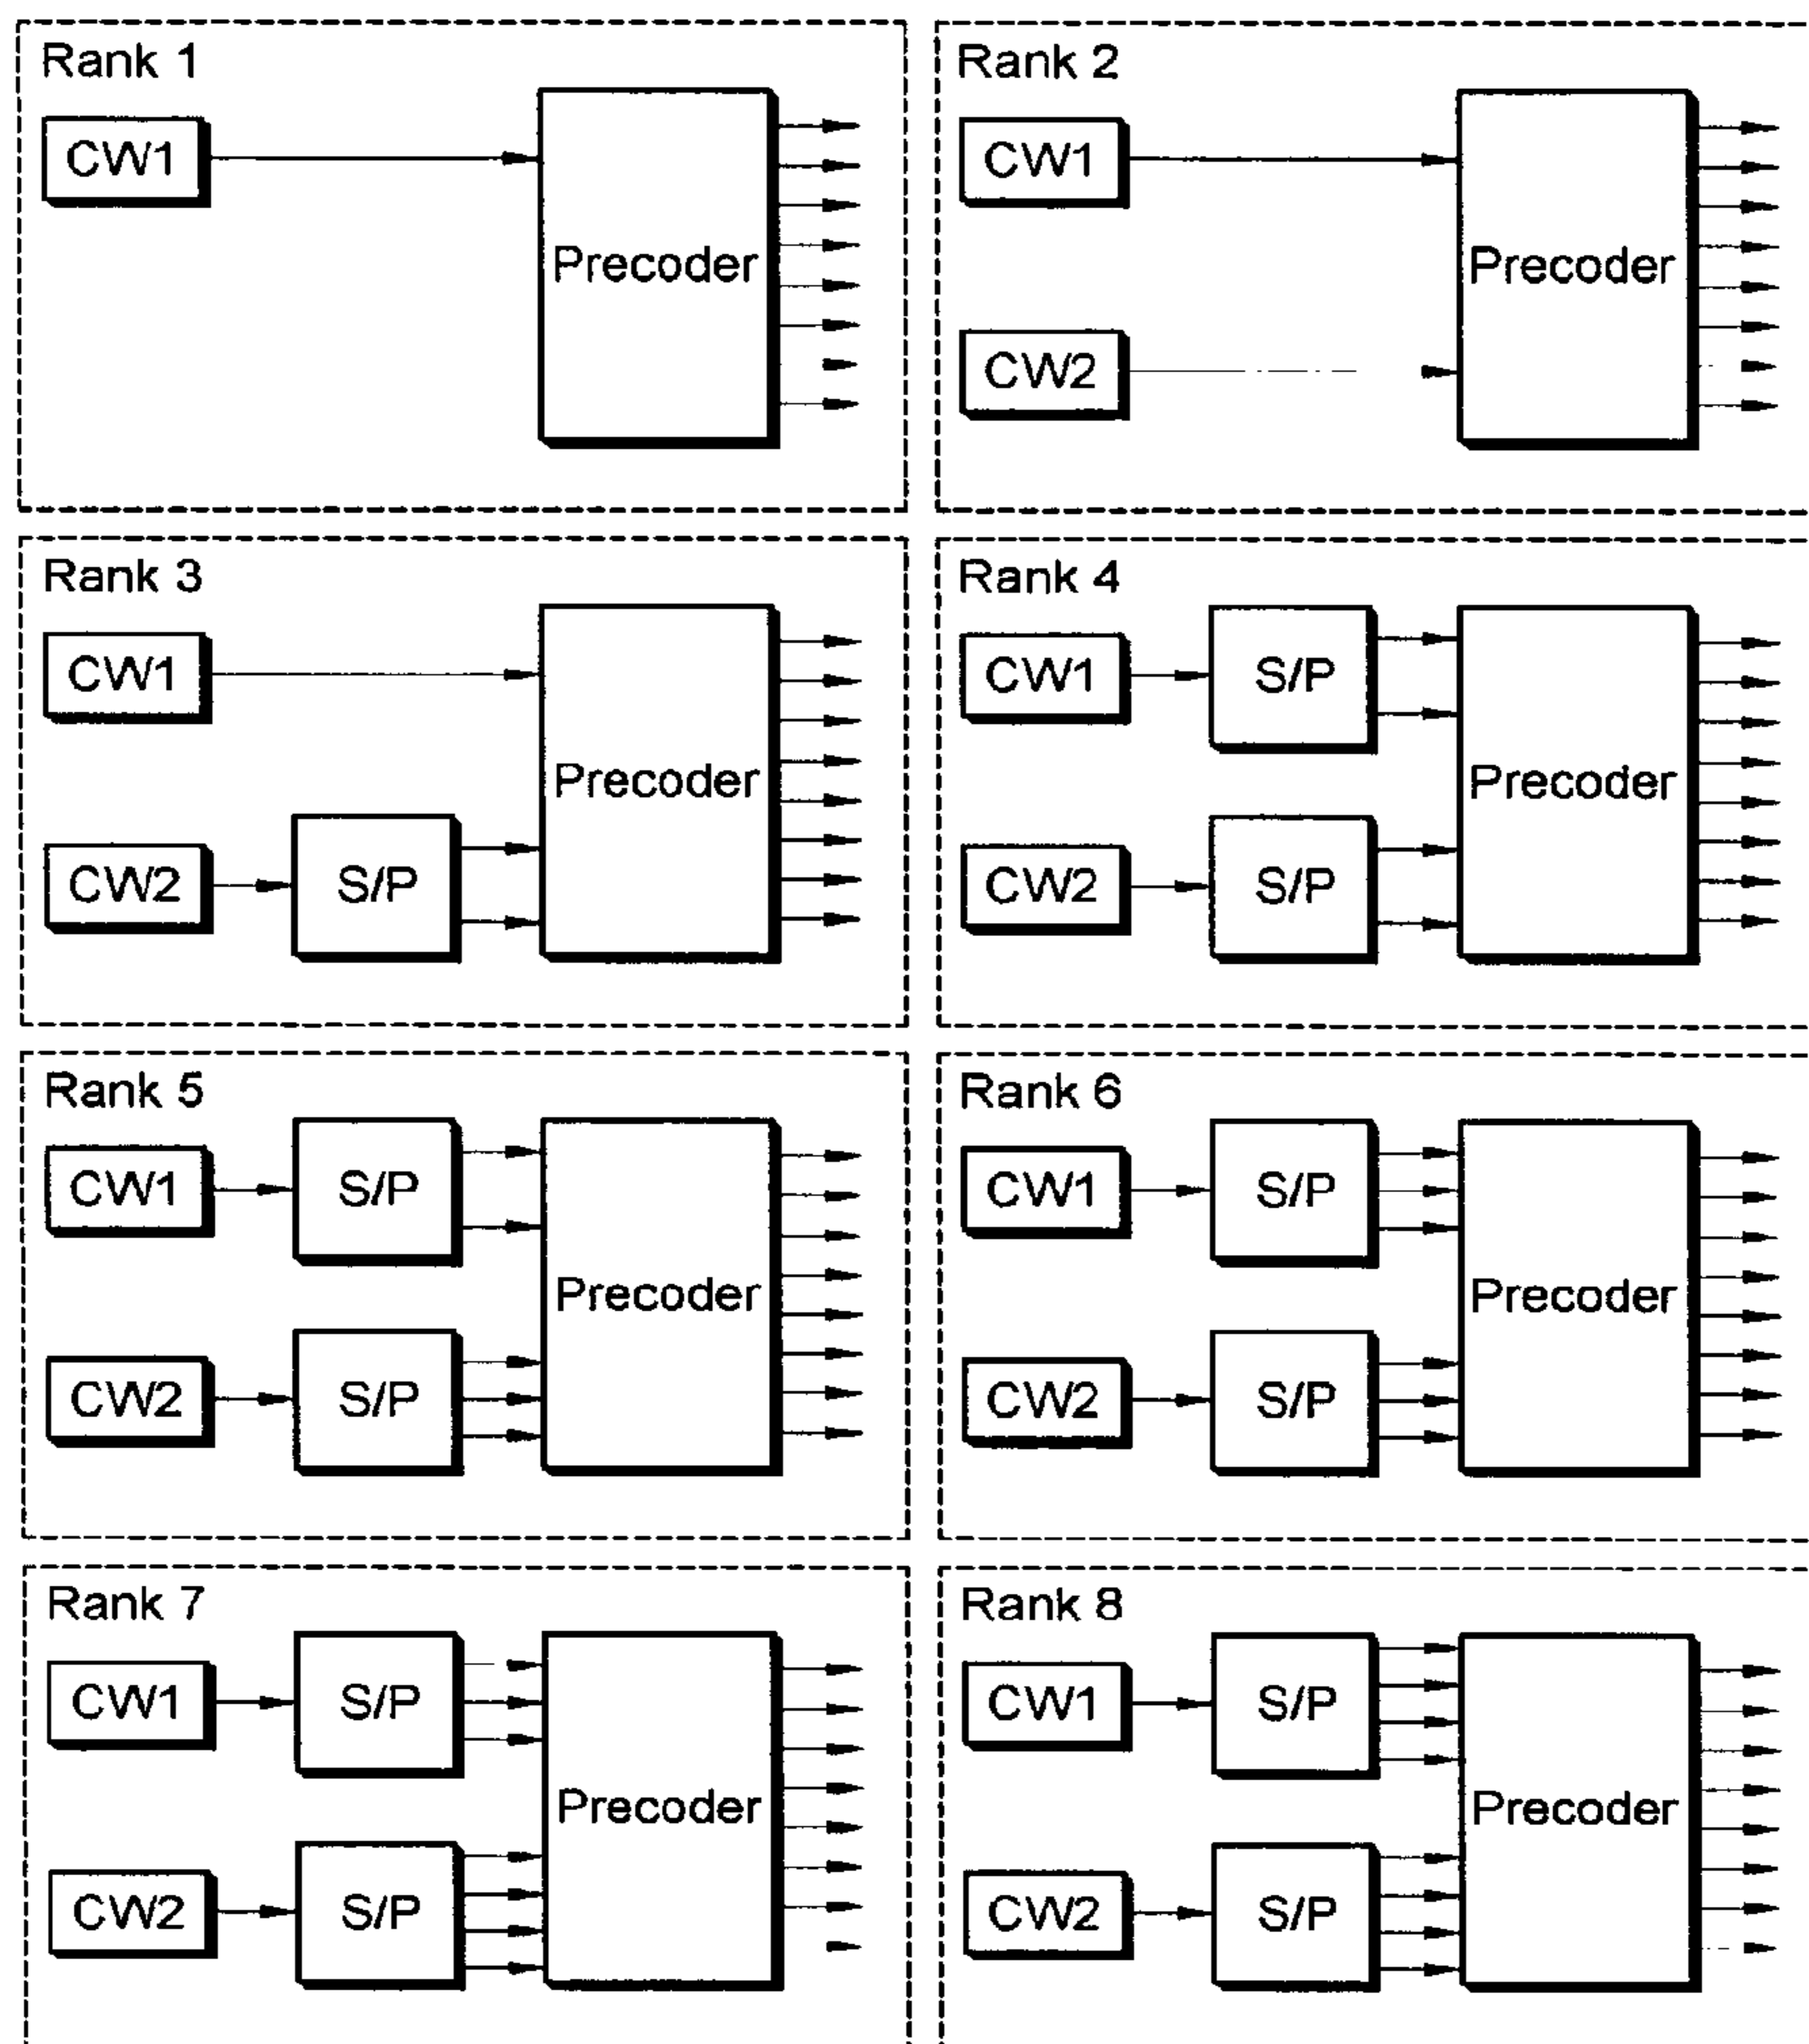 Rank 1
CW1
Precoder
Rank 2
CW1
Precoder
CW2
Rank 3
CW1
Precoder
CW2
S/P
Rank 4
CW1
S/P
Precoder
CW2
S/P
Rank 5
CW1
S/P
Precoder
CW2
S/P
Rank 6
CW1
S/P
Precoder
CW2
S/P
Rank 7
CW1
S/P
Precoder
CW2
S/P
Rank 8
CW1
S/P
Precoder
CW2
S/P